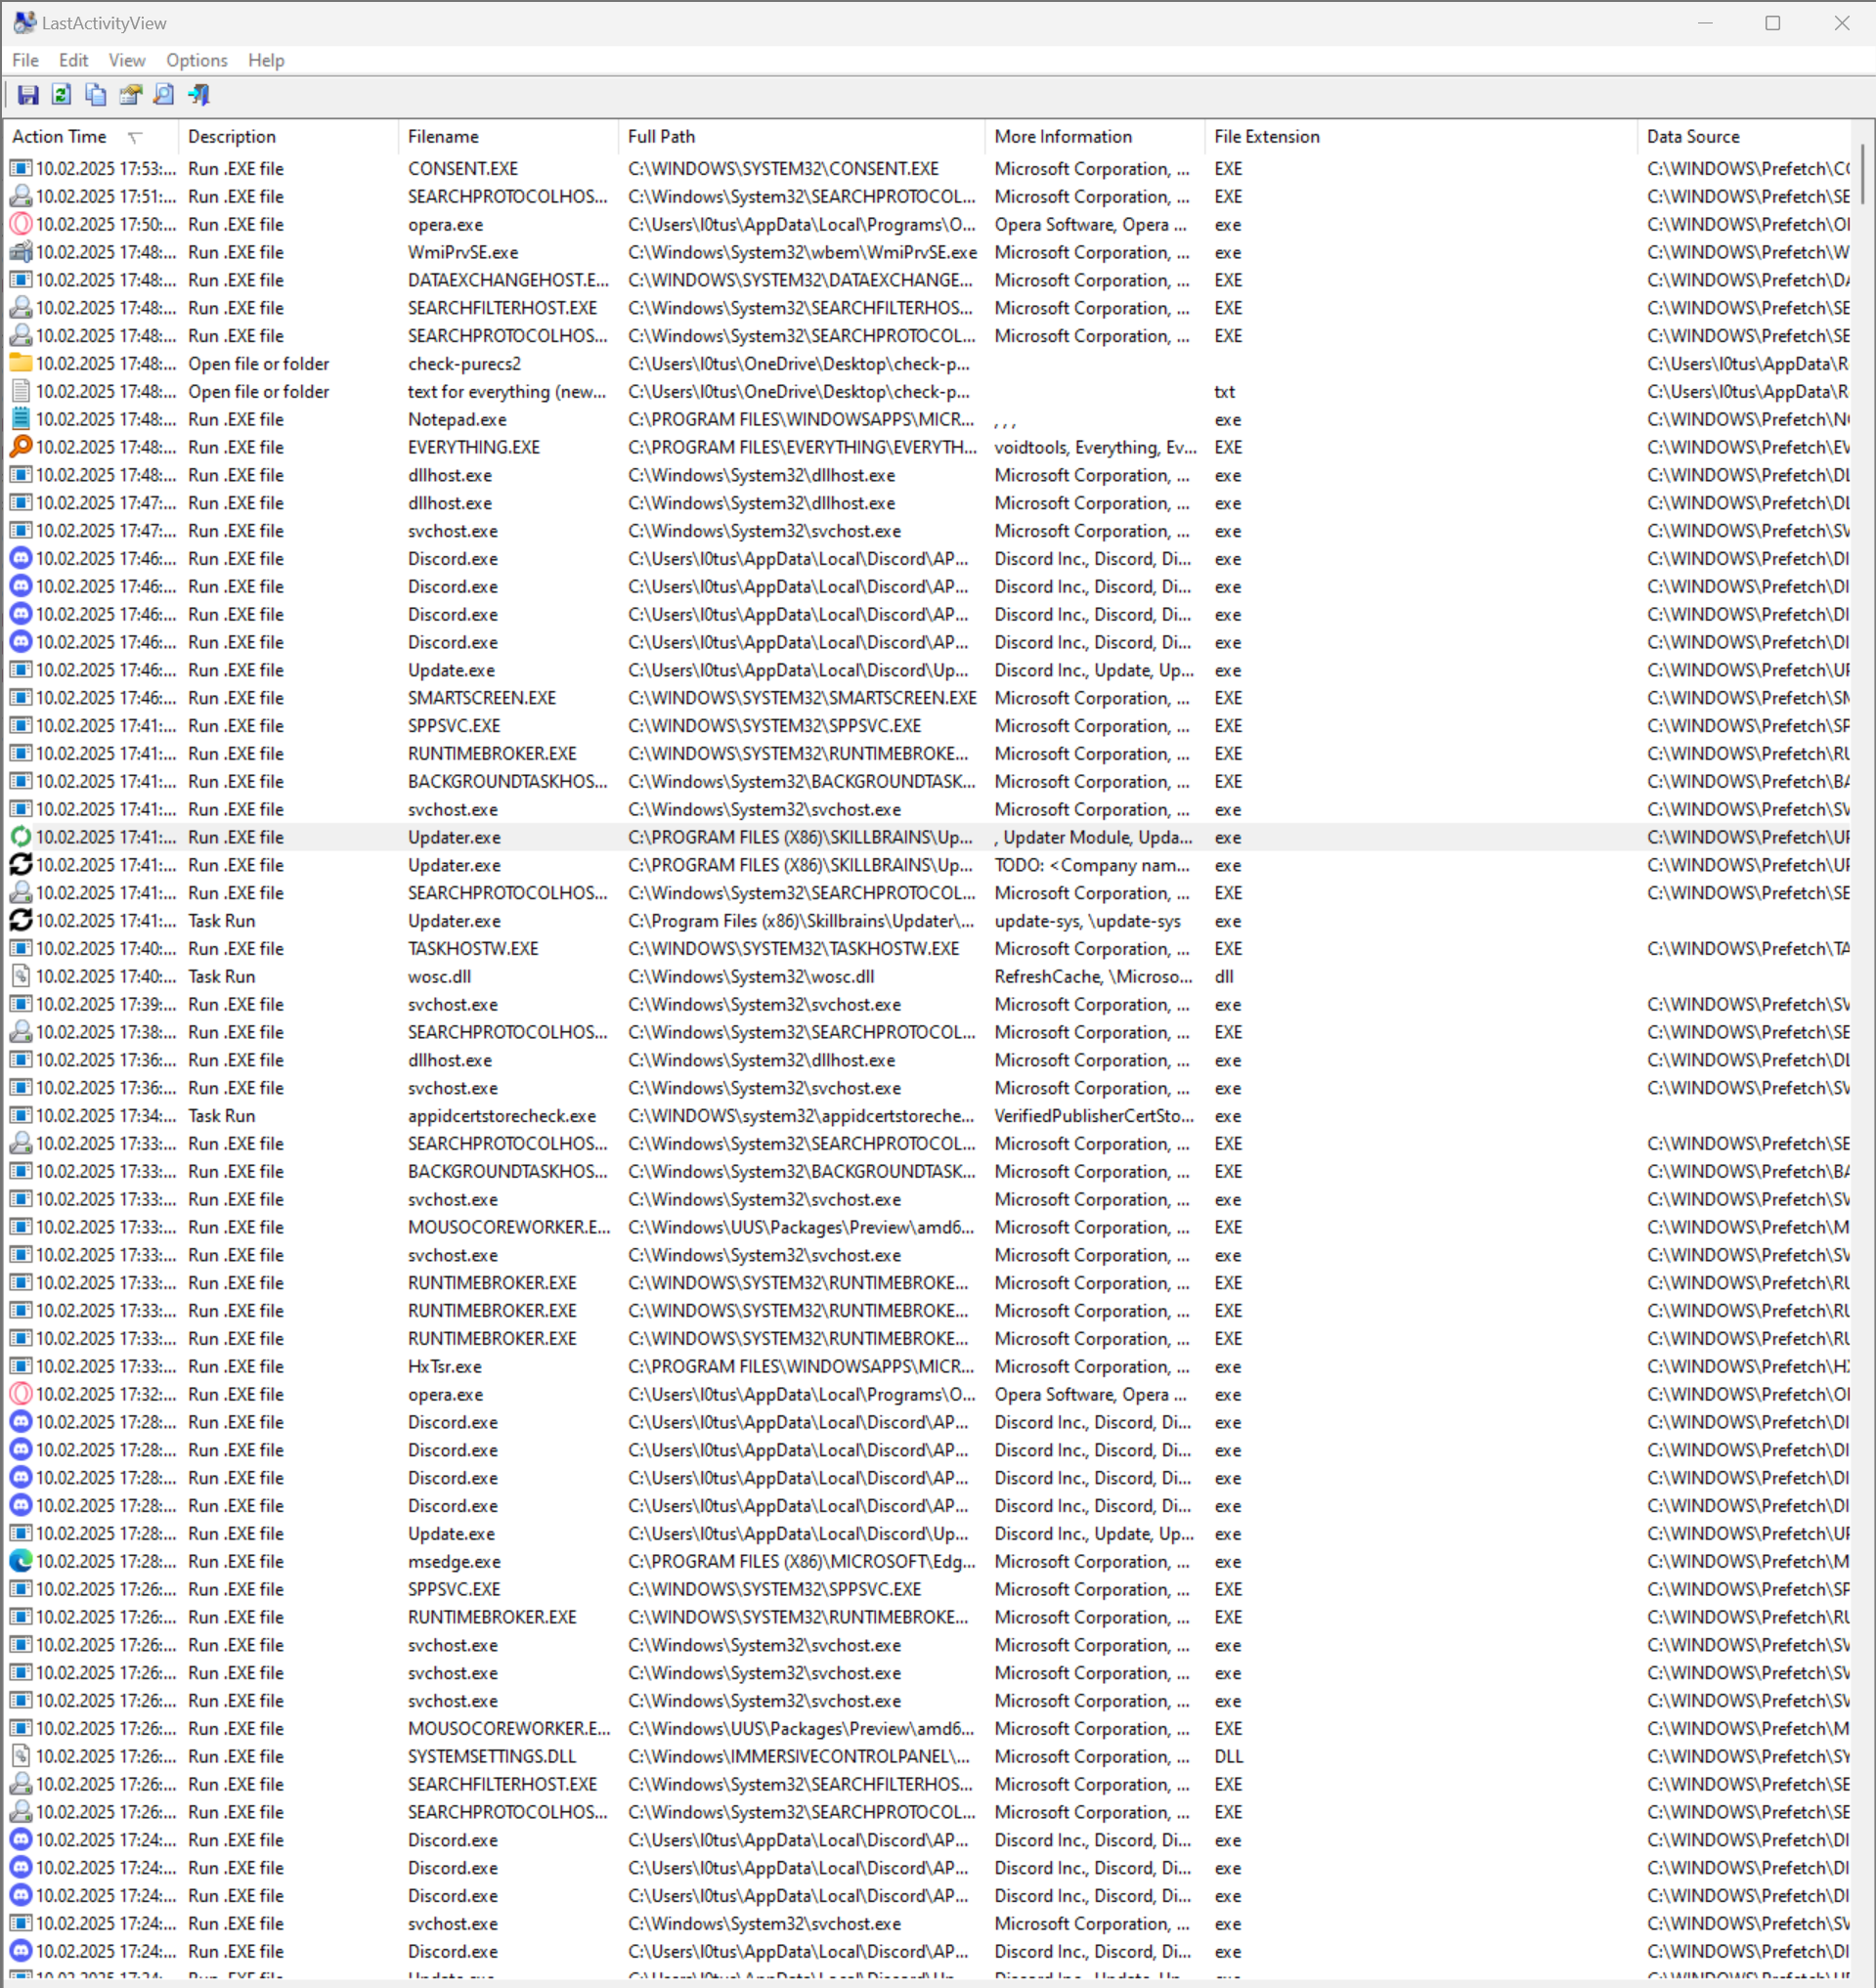 LastActivityView
File Edit View Options Help
Action Time Description Filename Full Path More Information File Extension Data Source
10.02.2025 17:53:... Run .EXE file CONSENT.EXE C:\WINDOWS\SYSTEM32\CONSENT.EXE Microsoft Corporation, ... EXE C:\WINDOWS\Prefetch\CO
10.02.2025 17:51:... Run .EXE file SEARCHPROTOCOLHOS... C:\Windows\System32\SEARCHPROTOCOL... Microsoft Corporation, ... EXE C:\WINDOWS\Prefetch\SE
10.02.2025 17:50:... Run .EXE file opera.exe C:\Users\l0tus\AppData\Local\Programs\O... Opera Software, Opera ... exe C:\WINDOWS\Prefetch\OI
10.02.2025 17:48:... Run .EXE file WmiPrvSE.exe C:\Windows\System32\wbem\WmiPrvSE.exe Microsoft Corporation, ... exe C:\WINDOWS\Prefetch\W
10.02.2025 17:48:... Run .EXE file DATAEXCHANGEHOST.E... C:\WINDOWS\SYSTEM32\DATAEXCHANGE... Microsoft Corporation, ... EXE C:\WINDOWS\Prefetch\DA
10.02.2025 17:48:... Run .EXE file SEARCHFILTERHOST.EXE C:\Windows\System32\SEARCHFILTERHOS... Microsoft Corporation, ... EXE C:\WINDOWS\Prefetch\SE
10.02.2025 17:48:... Run .EXE file SEARCHPROTOCOLHOS... C:\Windows\System32\SEARCHPROTOCOL... Microsoft Corporation, ... EXE C:\WINDOWS\Prefetch\SE
10.02.2025 17:48:... Open file or folder check-purecs2 C:\Users\l0tus\OneDrive\Desktop\check-p... C:\Users\l0tus\AppData\R
10.02.2025 17:48:... Open file or folder text for everything (new... C:\Users\l0tus\OneDrive\Desktop\check-p... txt C:\Users\l0tus\AppData\R
10.02.2025 17:48:... Run .EXE file Notepad.exe C:\PROGRAM FILES\WINDOWSAPPS\MICR... , , , exe C:\WINDOWS\Prefetch\NO
10.02.2025 17:48:... Run .EXE file EVERYTHING.EXE C:\PROGRAM FILES\EVERYTHING\EVERYTH... voidtools, Everything, Ev... EXE C:\WINDOWS\Prefetch\EV
10.02.2025 17:48:... Run .EXE file dllhost.exe C:\Windows\System32\dllhost.exe Microsoft Corporation, ... exe C:\WINDOWS\Prefetch\DL
10.02.2025 17:47:... Run .EXE file dllhost.exe C:\Windows\System32\dllhost.exe Microsoft Corporation, ... exe C:\WINDOWS\Prefetch\DL
10.02.2025 17:47:... Run .EXE file svchost.exe C:\Windows\System32\svchost.exe Microsoft Corporation, ... exe C:\WINDOWS\Prefetch\SV
10.02.2025 17:46:... Run .EXE file Discord.exe C:\Users\l0tus\AppData\Local\Discord\AP... Discord Inc., Discord, Di... exe C:\WINDOWS\Prefetch\DI
10.02.2025 17:46:... Run .EXE file Discord.exe C:\Users\l0tus\AppData\Local\Discord\AP... Discord Inc., Discord, Di... exe C:\WINDOWS\Prefetch\DI
10.02.2025 17:46:... Run .EXE file Discord.exe C:\Users\l0tus\AppData\Local\Discord\AP... Discord Inc., Discord, Di... exe C:\WINDOWS\Prefetch\DI
10.02.2025 17:46:... Run .EXE file Discord.exe C:\Users\l0tus\AppData\Local\Discord\AP... Discord Inc., Discord, Di... exe C:\WINDOWS\Prefetch\DI
10.02.2025 17:46:... Run .EXE file Update.exe C:\Users\l0tus\AppData\Local\Discord\Up... Discord Inc., Update, Up... exe C:\WINDOWS\Prefetch\UP
10.02.2025 17:46:... Run .EXE file SMARTSCREEN.EXE C:\WINDOWS\SYSTEM32\SMARTSCREEN.EXE Microsoft Corporation, ... EXE C:\WINDOWS\Prefetch\SM
10.02.2025 17:41:... Run .EXE file SPPSVC.EXE C:\WINDOWS\SYSTEM32\SPPSVC.EXE Microsoft Corporation, ... EXE C:\WINDOWS\Prefetch\SP
10.02.2025 17:41:... Run .EXE file RUNTIMEBROKER.EXE C:\WINDOWS\SYSTEM32\RUNTIMEBROKE... Microsoft Corporation, ... EXE C:\WINDOWS\Prefetch\RU
10.02.2025 17:41:... Run .EXE file BACKGROUNDTASKHOS... C:\Windows\System32\BACKGROUNDTASK... Microsoft Corporation, ... EXE C:\WINDOWS\Prefetch\BA
10.02.2025 17:41:... Run .EXE file svchost.exe C:\Windows\System32\svchost.exe Microsoft Corporation, ... exe C:\WINDOWS\Prefetch\SV
10.02.2025 17:41:... Run .EXE file Updater.exe C:\PROGRAM FILES (X86)\SKILLBRAINS\Up... , Updater Module, Upda... exe C:\WINDOWS\Prefetch\UP
10.02.2025 17:41:... Run .EXE file Updater.exe C:\PROGRAM FILES (X86)\SKILLBRAINS\Up... TODO: <Company nam... exe C:\WINDOWS\Prefetch\UP
10.02.2025 17:41:... Run .EXE file SEARCHPROTOCOLHOS... C:\Windows\System32\SEARCHPROTOCOL... Microsoft Corporation, ... EXE C:\WINDOWS\Prefetch\SE
10.02.2025 17:41:... Task Run Updater.exe C:\Program Files (x86)\Skillbrains\Updater\... update-sys, \update-sys exe
10.02.2025 17:40:... Run .EXE file TASKHOSTW.EXE C:\WINDOWS\SYSTEM32\TASKHOSTW.EXE Microsoft Corporation, ... EXE C:\WINDOWS\Prefetch\TA
10.02.2025 17:40:... Task Run wosc.dll C:\Windows\System32\wosc.dll RefreshCache, \Microso... dll
10.02.2025 17:39:... Run .EXE file svchost.exe C:\Windows\System32\svchost.exe Microsoft Corporation, ... exe C:\WINDOWS\Prefetch\SV
10.02.2025 17:38:... Run .EXE file SEARCHPROTOCOLHOS... C:\Windows\System32\SEARCHPROTOCOL... Microsoft Corporation, ... EXE C:\WINDOWS\Prefetch\SE
10.02.2025 17:36:... Run .EXE file dllhost.exe C:\Windows\System32\dllhost.exe Microsoft Corporation, ... exe C:\WINDOWS\Prefetch\DL
10.02.2025 17:36:... Run .EXE file svchost.exe C:\Windows\System32\svchost.exe Microsoft Corporation, ... exe C:\WINDOWS\Prefetch\SV
10.02.2025 17:34:... Task Run appidcertstorecheck.exe C:\WINDOWS\system32\appidcertstoreche... VerifiedPublisherCertSto... exe
10.02.2025 17:33:... Run .EXE file SEARCHPROTOCOLHOS... C:\Windows\System32\SEARCHPROTOCOL... Microsoft Corporation, ... EXE C:\WINDOWS\Prefetch\SE
10.02.2025 17:33:... Run .EXE file BACKGROUNDTASKHOS... C:\Windows\System32\BACKGROUNDTASK... Microsoft Corporation, ... EXE C:\WINDOWS\Prefetch\BA
10.02.2025 17:33:... Run .EXE file svchost.exe C:\Windows\System32\svchost.exe Microsoft Corporation, ... exe C:\WINDOWS\Prefetch\SV
10.02.2025 17:33:... Run .EXE file MOUSOCOREWORKER.E... C:\Windows\UUS\Packages\Preview\amd6... Microsoft Corporation, ... EXE C:\WINDOWS\Prefetch\M
10.02.2025 17:33:... Run .EXE file svchost.exe C:\Windows\System32\svchost.exe Microsoft Corporation, ... exe C:\WINDOWS\Prefetch\SV
10.02.2025 17:33:... Run .EXE file RUNTIMEBROKER.EXE C:\WINDOWS\SYSTEM32\RUNTIMEBROKE... Microsoft Corporation, ... EXE C:\WINDOWS\Prefetch\RU
10.02.2025 17:33:... Run .EXE file RUNTIMEBROKER.EXE C:\WINDOWS\SYSTEM32\RUNTIMEBROKE... Microsoft Corporation, ... EXE C:\WINDOWS\Prefetch\RU
10.02.2025 17:33:... Run .EXE file RUNTIMEBROKER.EXE C:\WINDOWS\SYSTEM32\RUNTIMEBROKE... Microsoft Corporation, ... EXE C:\WINDOWS\Prefetch\RU
10.02.2025 17:33:... Run .EXE file HxTsr.exe C:\PROGRAM FILES\WINDOWSAPPS\MICR... Microsoft Corporation, ... exe C:\WINDOWS\Prefetch\HX
10.02.2025 17:32:... Run .EXE file opera.exe C:\Users\l0tus\AppData\Local\Programs\O... Opera Software, Opera ... exe C:\WINDOWS\Prefetch\OI
10.02.2025 17:28:... Run .EXE file Discord.exe C:\Users\l0tus\AppData\Local\Discord\AP... Discord Inc., Discord, Di... exe C:\WINDOWS\Prefetch\DI
10.02.2025 17:28:... Run .EXE file Discord.exe C:\Users\l0tus\AppData\Local\Discord\AP... Discord Inc., Discord, Di... exe C:\WINDOWS\Prefetch\DI
10.02.2025 17:28:... Run .EXE file Discord.exe C:\Users\l0tus\AppData\Local\Discord\AP... Discord Inc., Discord, Di... exe C:\WINDOWS\Prefetch\DI
10.02.2025 17:28:... Run .EXE file Discord.exe C:\Users\l0tus\AppData\Local\Discord\AP... Discord Inc., Discord, Di... exe C:\WINDOWS\Prefetch\DI
10.02.2025 17:28:... Run .EXE file Update.exe C:\Users\l0tus\AppData\Local\Discord\Up... Discord Inc., Update, Up... exe C:\WINDOWS\Prefetch\UP
10.02.2025 17:28:... Run .EXE file msedge.exe C:\PROGRAM FILES (X86)\MICROSOFT\Edg... Microsoft Corporation, ... exe C:\WINDOWS\Prefetch\M
10.02.2025 17:26:... Run .EXE file SPPSVC.EXE C:\WINDOWS\SYSTEM32\SPPSVC.EXE Microsoft Corporation, ... EXE C:\WINDOWS\Prefetch\SP
10.02.2025 17:26:... Run .EXE file RUNTIMEBROKER.EXE C:\WINDOWS\SYSTEM32\RUNTIMEBROKE... Microsoft Corporation, ... EXE C:\WINDOWS\Prefetch\RU
10.02.2025 17:26:... Run .EXE file svchost.exe C:\Windows\System32\svchost.exe Microsoft Corporation, ... exe C:\WINDOWS\Prefetch\SV
10.02.2025 17:26:... Run .EXE file svchost.exe C:\Windows\System32\svchost.exe Microsoft Corporation, ... exe C:\WINDOWS\Prefetch\SV
10.02.2025 17:26:... Run .EXE file svchost.exe C:\Windows\System32\svchost.exe Microsoft Corporation, ... exe C:\WINDOWS\Prefetch\SV
10.02.2025 17:26:... Run .EXE file MOUSOCOREWORKER.E... C:\Windows\UUS\Packages\Preview\amd6... Microsoft Corporation, ... EXE C:\WINDOWS\Prefetch\M
10.02.2025 17:26:... Run .EXE file SYSTEMSETTINGS.DLL C:\Windows\IMMERSIVECONTROLPANEL\... Microsoft Corporation, ... DLL C:\WINDOWS\Prefetch\SY
10.02.2025 17:26:... Run .EXE file SEARCHFILTERHOST.EXE C:\Windows\System32\SEARCHFILTERHOS... Microsoft Corporation, ... EXE C:\WINDOWS\Prefetch\SE
10.02.2025 17:26:... Run .EXE file SEARCHPROTOCOLHOS... C:\Windows\System32\SEARCHPROTOCOL... Microsoft Corporation, ... EXE C:\WINDOWS\Prefetch\SE
10.02.2025 17:24:... Run .EXE file Discord.exe C:\Users\l0tus\AppData\Local\Discord\AP... Discord Inc., Discord, Di... exe C:\WINDOWS\Prefetch\DI
10.02.2025 17:24:... Run .EXE file Discord.exe C:\Users\l0tus\AppData\Local\Discord\AP... Discord Inc., Discord, Di... exe C:\WINDOWS\Prefetch\DI
10.02.2025 17:24:... Run .EXE file Discord.exe C:\Users\l0tus\AppData\Local\Discord\AP... Discord Inc., Discord, Di... exe C:\WINDOWS\Prefetch\DI
10.02.2025 17:24:... Run .EXE file svchost.exe C:\Windows\System32\svchost.exe Microsoft Corporation, ... exe C:\WINDOWS\Prefetch\SV
10.02.2025 17:24:... Run .EXE file Discord.exe C:\Users\l0tus\AppData\Local\Discord\AP... Discord Inc., Discord, Di... exe C:\WINDOWS\Prefetch\DI